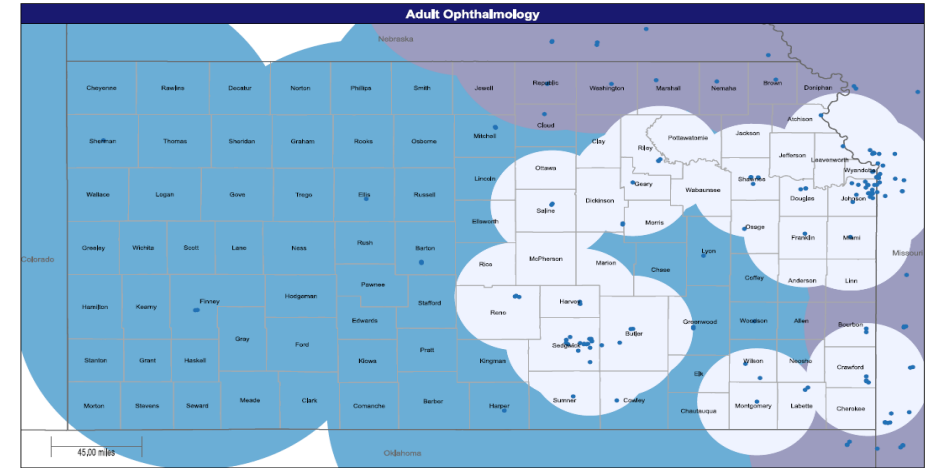 Adult Ophthalmology
Nebraska
Cheyenne Rawlins Decatur Norton Phillips Smith Jewell Republic Washington Marshall Nemaha Brown Doniphan
Atchison
Sherman Thomas Sheridan Graham Rooks Osborne Mitchell Cloud Clay Riley Pottawatomie Jackson
Jefferson Leavenworth
Wyandotte
Wallace Logan Gove Trego Ellis Russell Lincoln Ottawa Geary Wabaunsee Shawnee
Saline Dickinson Morris Douglas Johnson
Ellsworth Osage
Greeley Wichita Scott Lane Ness Rush Barton Rice McPherson Marion Chase Lyon Franklin Miami
Colorado Missouri
Coffey Anderson Linn
Hamilton Kearny Finney Hodgeman Pawnee Stafford Reno Harvey
Edwards Greenwood Woodson Allen Bourbon
Gray Ford Butler
Sedgwick
Stanton Grant Haskell Kiowa Pratt Kingman Elk Wilson Neosho Crawford
Morton Stevens Seward Meade Clark Comanche Barber Harper Sumner Cowley Chautauque Montgomery Labette Cherokee
45,00 miles
Oklahoma